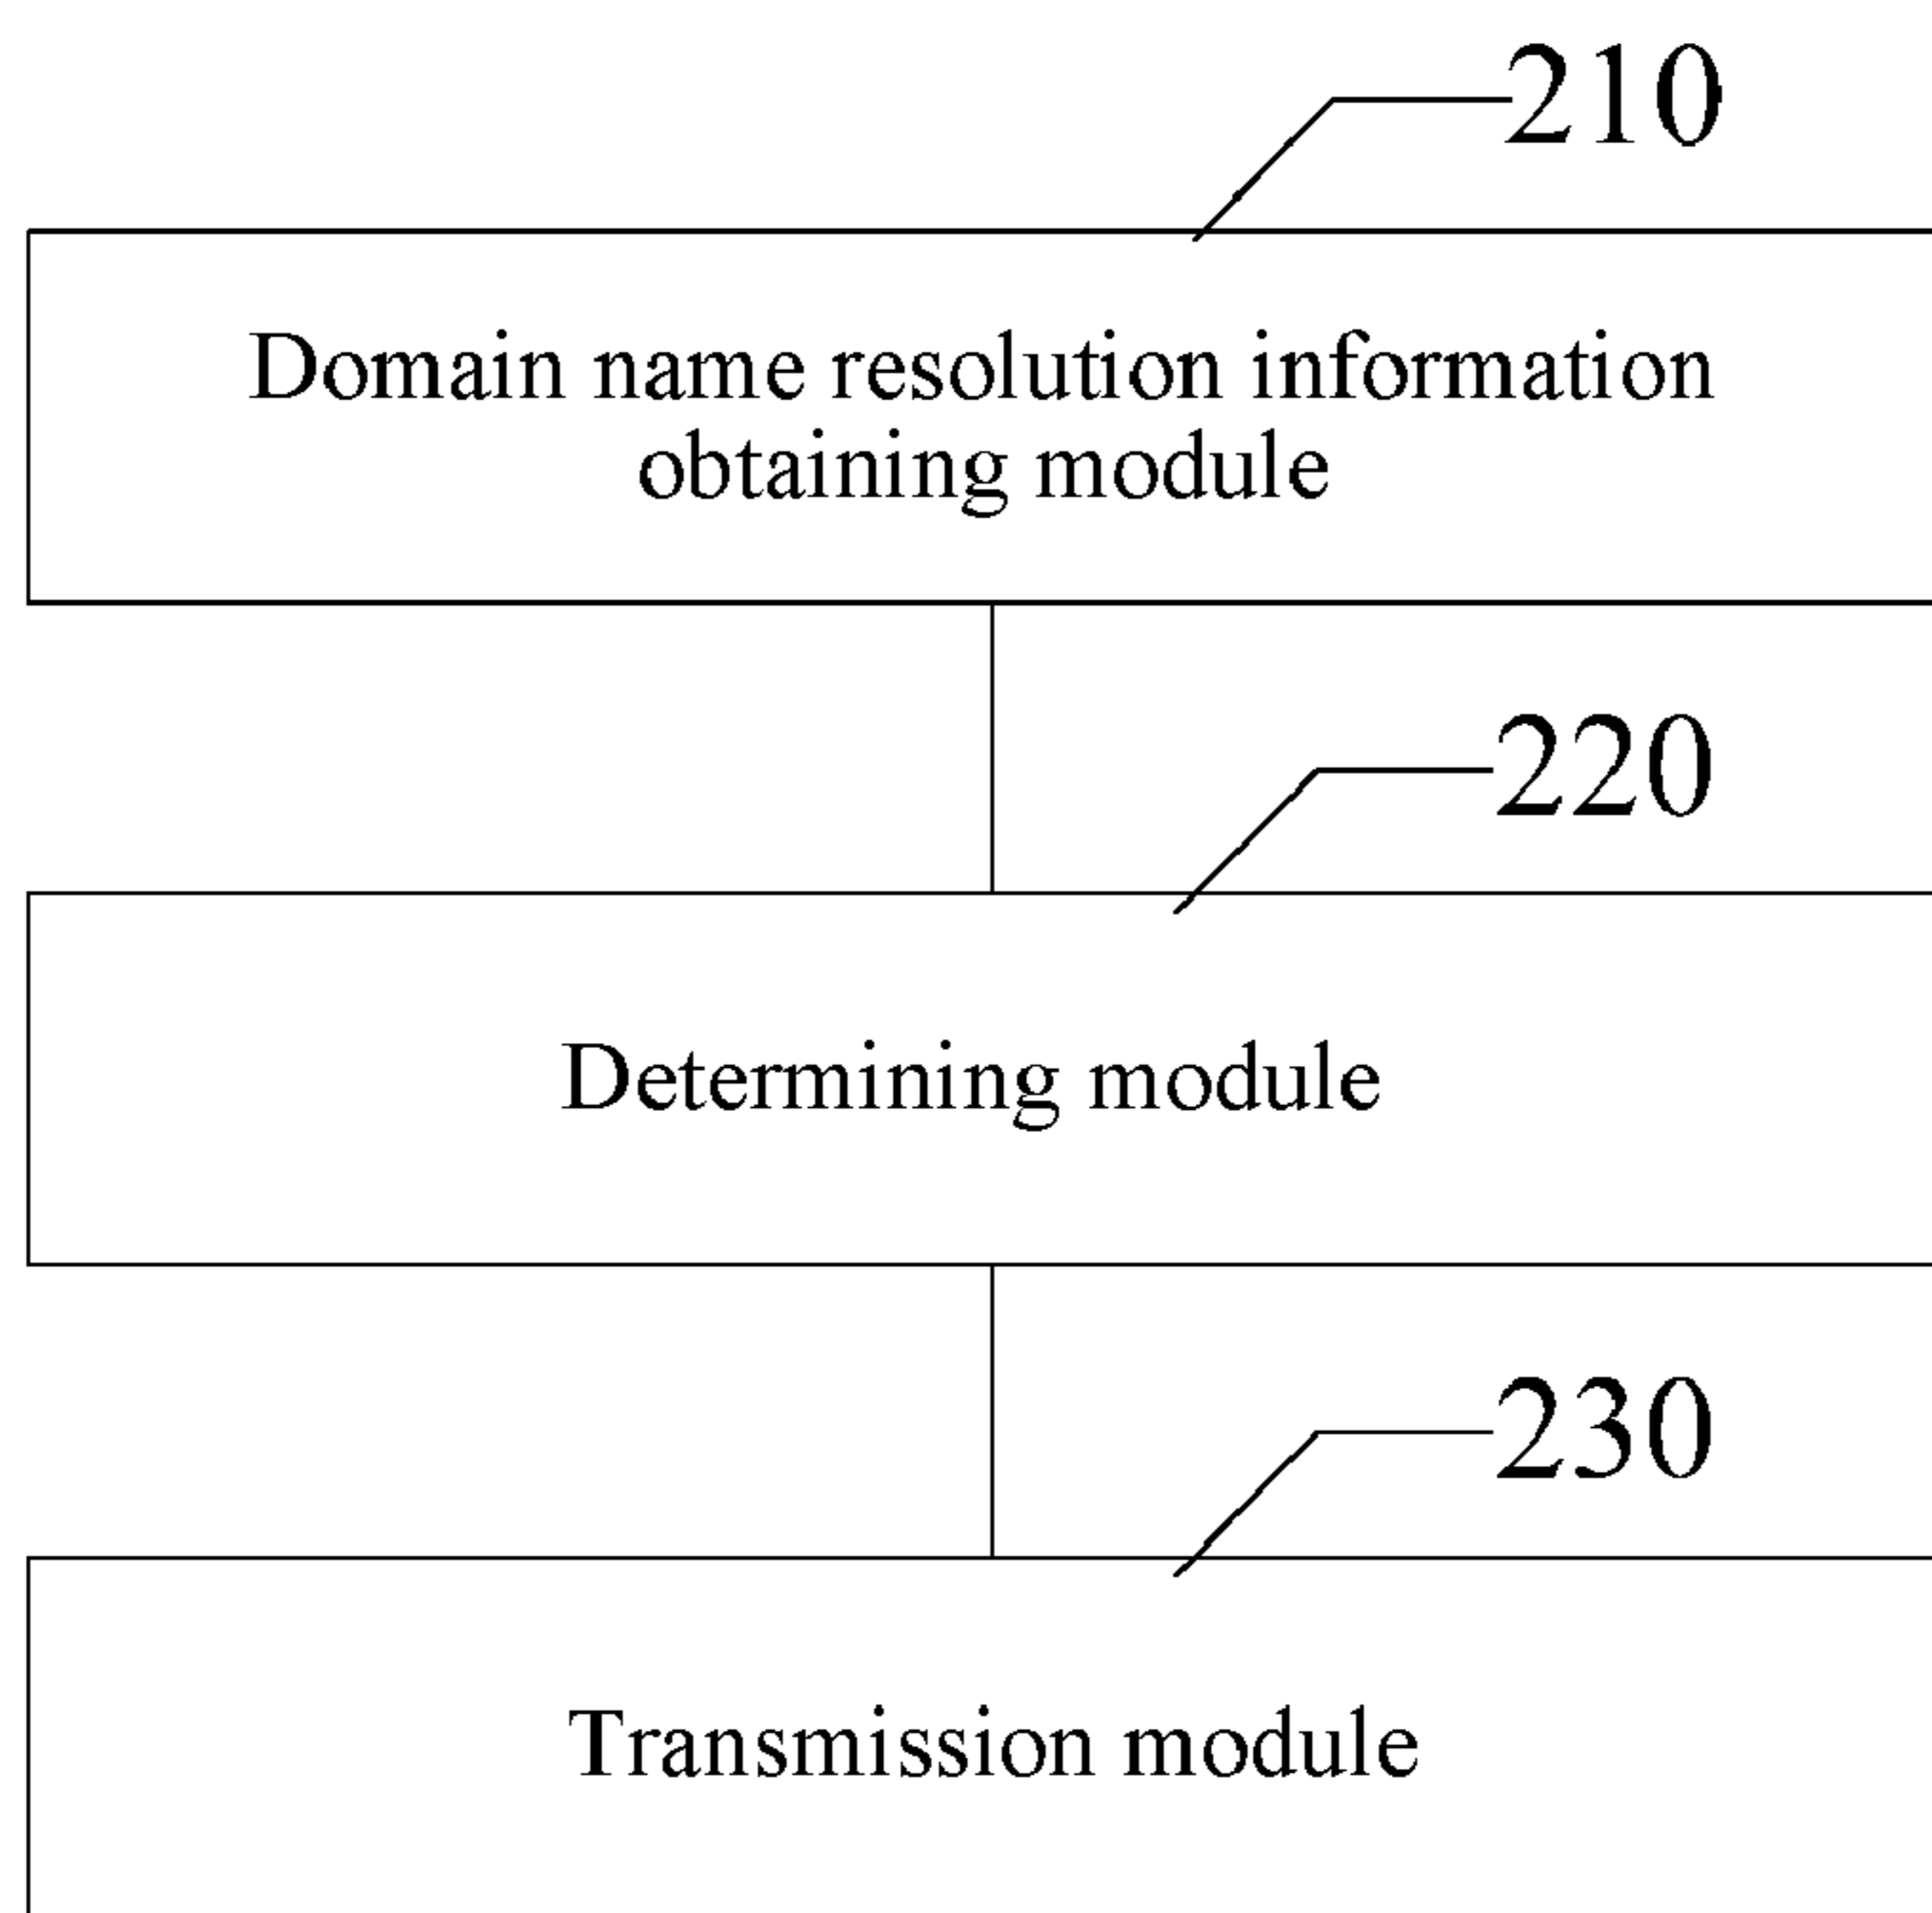 210
Domain name resolution information
obtaining module
220
Determining module
230
Transmission module